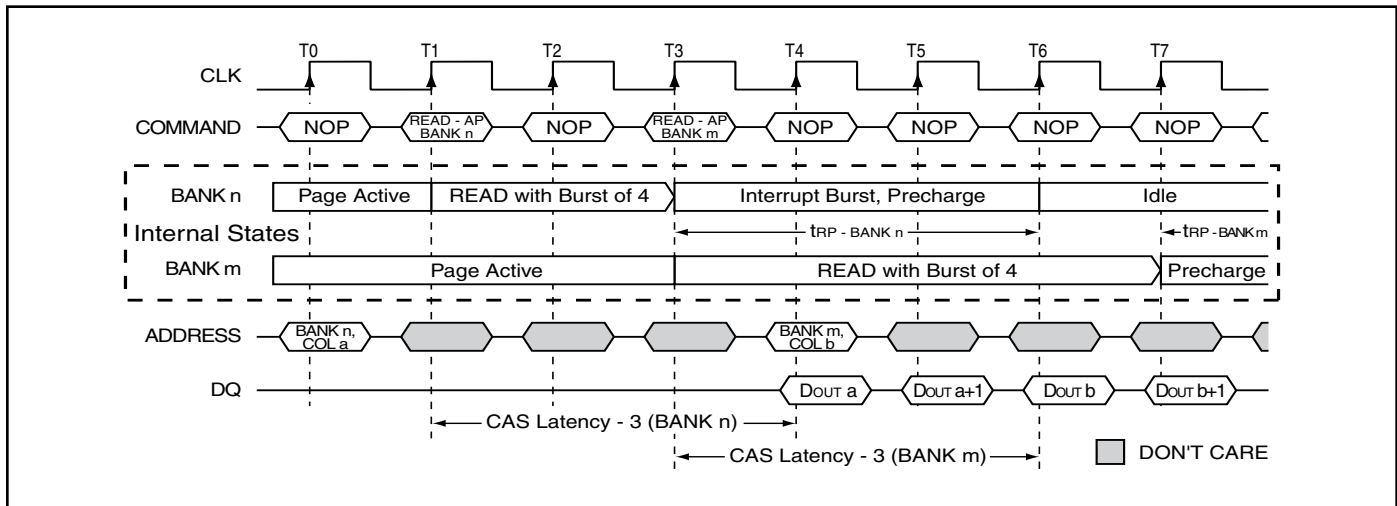 T0 T1 T2 T3 T4 T5 T6 T7
CLK
COMMAND NOP READ - AP BANK n NOP READ - AP BANK m NOP NOP NOP NOP
BANK n Page Active READ with Burst of 4 Interrupt Burst, Precharge Idle
Internal States tRP - BANK n tRP - BANK m
BANK m Page Active READ with Burst of 4 Precharge
ADDRESS BANK n, COL a BANK m, COL b
DQ DOUT a DOUT a+1 DOUT b DOUT b+1
CAS Latency - 3 (BANK n)
CAS Latency - 3 (BANK m) DON'T CARE